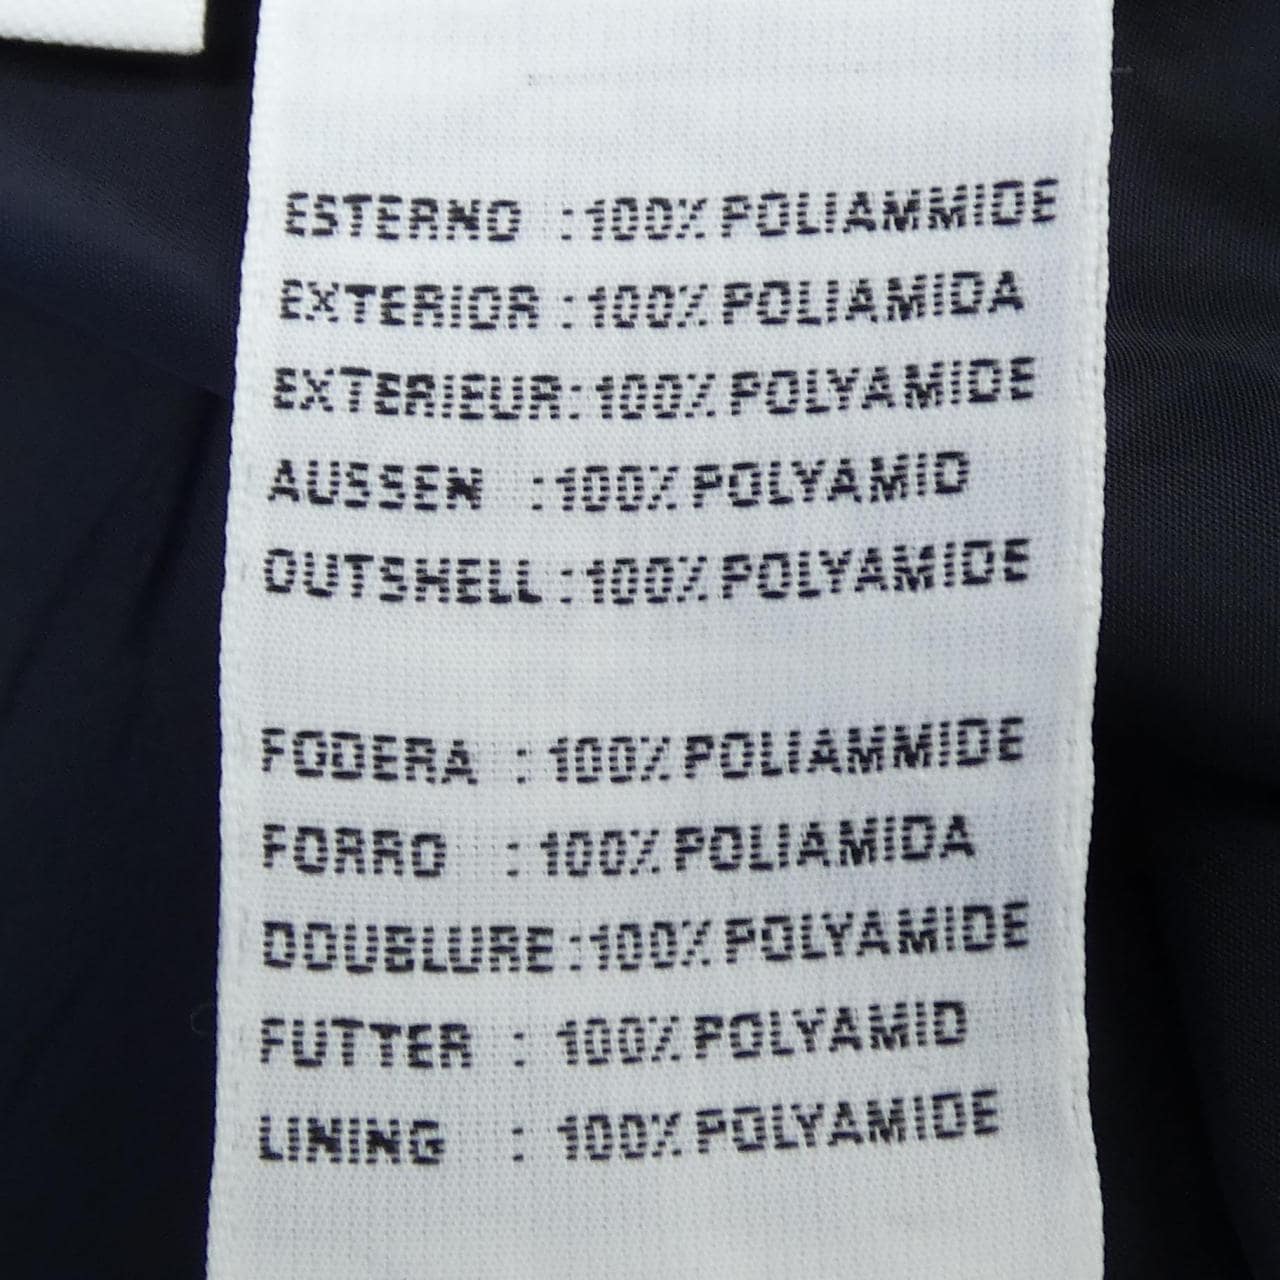 ESTERNO : 100% POLIAMMIDE
EXTERIOR : 100% POLIAMIDA
EXTERIEUR: 100% POLYAMIDE
AUSSEN : 100% POLYAMID
OUTSHELL : 100% POLYAMIDE
FODERA : 100% POLIAMMIDE
FORRO : 100% POLIAMIDA
DOUBLURE : 100% POLYAMIDE
FUTTER : 100% POLYAMID
LINING : 100% POLYAMIDE